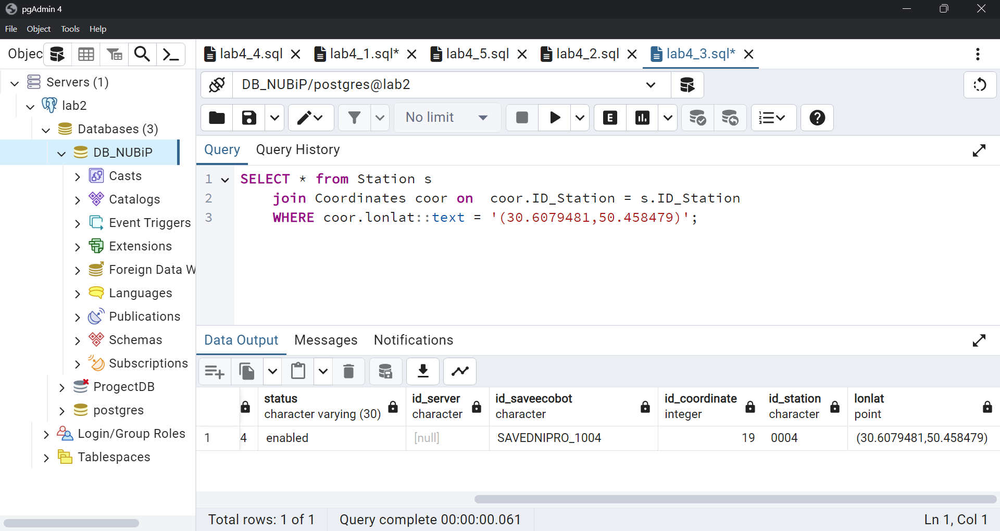 pgAdmin 4
File Object Tools Help
Objec
lab4_4.sql lab4_1.sql* lab4_5.sql lab4_2.sql lab4_3.sql*
Servers (1)
lab2
Databases (3)
DB_NUBiP
Casts
Catalogs
Event Triggers
Extensions
Foreign Data W
Languages
Publications
Schemas
Subscriptions
ProgectDB
postgres
Login/Group Roles
Tablespaces
DB_NUBiP/postgres@lab2
No limit
E
Query Query History
1 SELECT * from Station s
2 join Coordinates coor on coor.ID_Station = s.ID_Station
3 WHERE coor.lonlat::text = '(30.6079481,50.458479)';
Data Output Messages Notifications
status id_server id_saveecobot id_coordinate id_station lonlat
character varying (30) character character integer character point
1 4 enabled [null] SAVEDNIPRO_1004 19 0004 (30.6079481,50.458479)
Total rows: 1 of 1 Query complete 00:00:00.061 Ln 1, Col 1